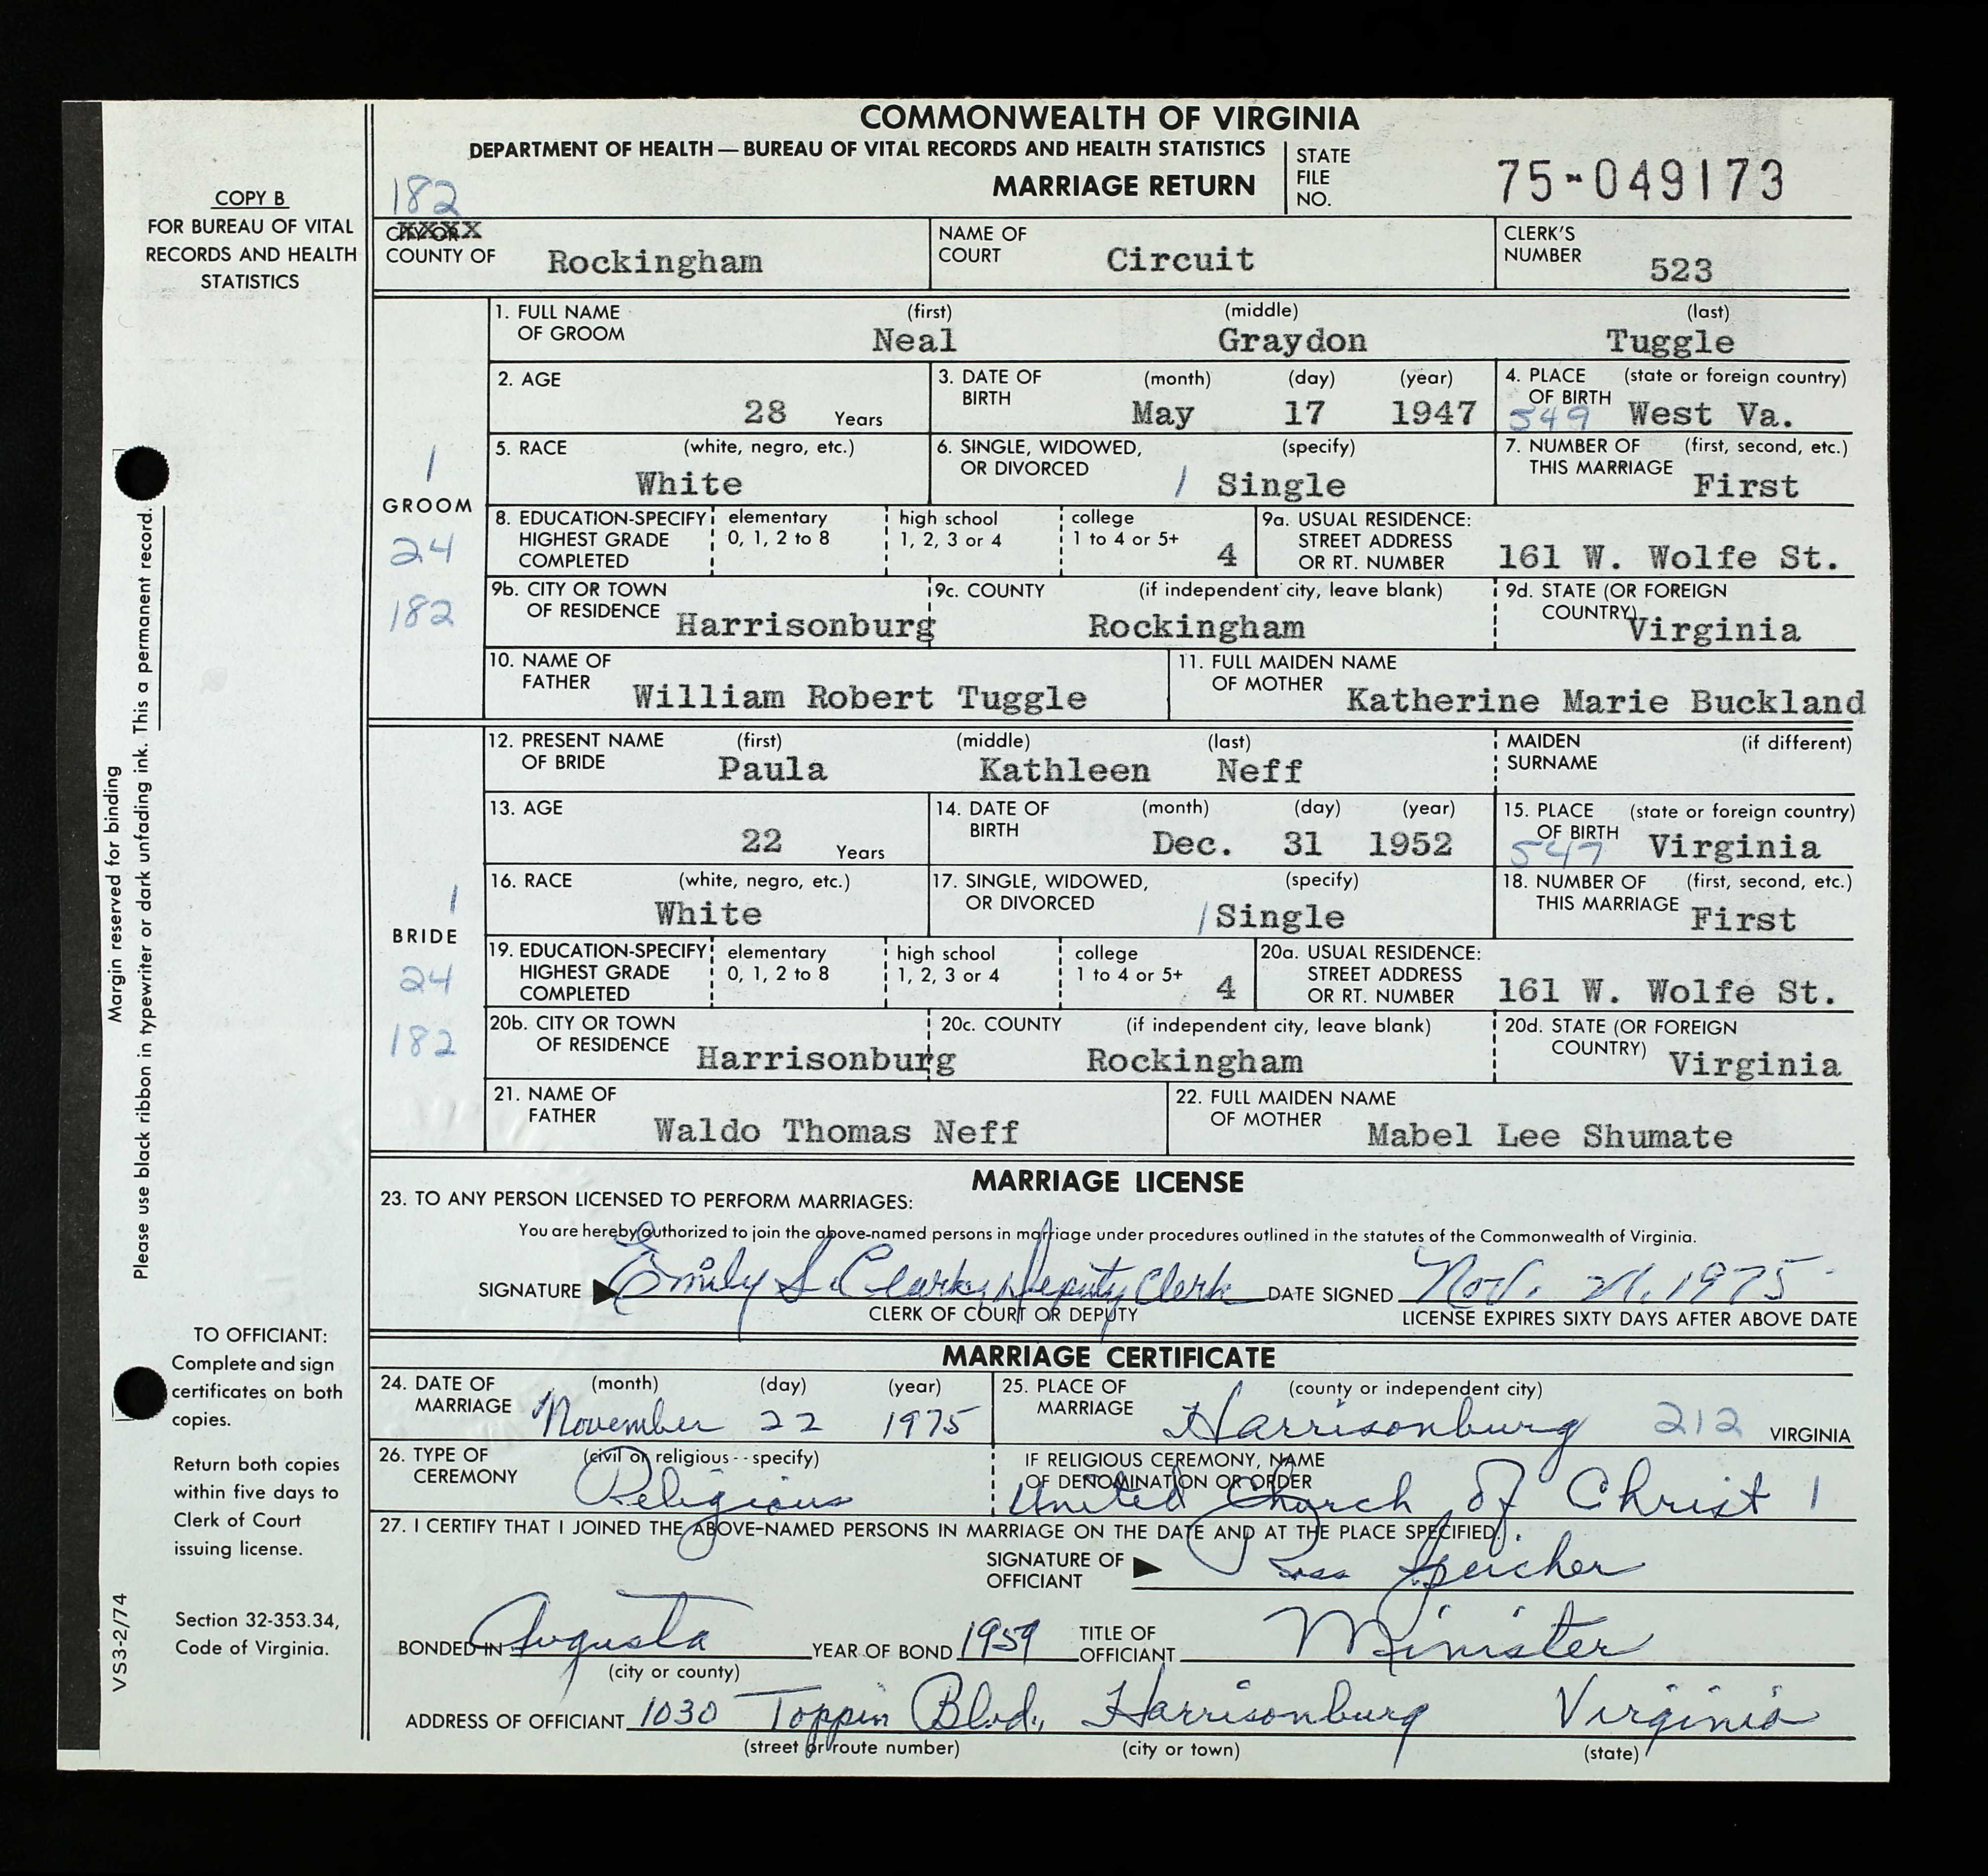 COMMONWEALTH OF VIRGINIA
DEPARTMENT OF HEALTH — BUREAU OF VITAL RECORDS AND HEALTH STATISTICS
MARRIAGE RETURN
STATE FILE NO. 75-049173
COPY B
FOR BUREAU OF VITAL
RECORDS AND HEALTH
STATISTICS
182
CITY OR XXXX
COUNTY OF Rockingham
NAME OF COURT Circuit
CLERK'S NUMBER 523
1
GROOM
24
182
1. FULL NAME OF GROOM (first) Neal (middle) Graydon (last) Tuggle
2. AGE 28 Years
3. DATE OF BIRTH (month) May (day) 17 (year) 1947
4. PLACE OF BIRTH (state or foreign country) 549 West Va.
5. RACE (white, negro, etc.) White
6. SINGLE, WIDOWED, OR DIVORCED (specify) / Single
7. NUMBER OF THIS MARRIAGE (first, second, etc.) First
8. EDUCATION-SPECIFY HIGHEST GRADE COMPLETED elementary 0, 1, 2 to 8 high school 1, 2, 3 or 4 college 1 to 4 or 5+ 4
9a. USUAL RESIDENCE: STREET ADDRESS OR RT. NUMBER 161 W. Wolfe St.
9b. CITY OR TOWN OF RESIDENCE Harrisonburg
9c. COUNTY (if independent city, leave blank) Rockingham
9d. STATE (OR FOREIGN COUNTRY) Virginia
10. NAME OF FATHER William Robert Tuggle
11. FULL MAIDEN NAME OF MOTHER Katherine Marie Buckland
1
BRIDE
24
182
12. PRESENT NAME OF BRIDE (first) Paula (middle) Kathleen (last) Neff
MAIDEN SURNAME (if different)
13. AGE 22 Years
14. DATE OF BIRTH (month) Dec. (day) 31 (year) 1952
15. PLACE OF BIRTH (state or foreign country) 547 Virginia
16. RACE (white, negro, etc.) White
17. SINGLE, WIDOWED, OR DIVORCED (specify) / Single
18. NUMBER OF THIS MARRIAGE (first, second, etc.) First
19. EDUCATION-SPECIFY HIGHEST GRADE COMPLETED elementary 0, 1, 2 to 8 high school 1, 2, 3 or 4 college 1 to 4 or 5+ 4
20a. USUAL RESIDENCE: STREET ADDRESS OR RT. NUMBER 161 W. Wolfe St.
20b. CITY OR TOWN OF RESIDENCE Harrisonburg
20c. COUNTY (if independent city, leave blank) Rockingham
20d. STATE (OR FOREIGN COUNTRY) Virginia
21. NAME OF FATHER Waldo Thomas Neff
22. FULL MAIDEN NAME OF MOTHER Mabel Lee Shumate
MARRIAGE LICENSE
23. TO ANY PERSON LICENSED TO PERFORM MARRIAGES:
You are hereby authorized to join the above-named persons in marriage under procedures outlined in the statutes of the Commonwealth of Virginia.
SIGNATURE Emily S. Clark, Deputy Clerk DATE SIGNED Nov. 21, 1975
CLERK OF COURT OR DEPUTY
LICENSE EXPIRES SIXTY DAYS AFTER ABOVE DATE
MARRIAGE CERTIFICATE
24. DATE OF MARRIAGE (month) November (day) 22 (year) 1975
25. PLACE OF MARRIAGE (county or independent city) Harrisonburg 212 VIRGINIA
26. TYPE OF CEREMONY (civil or religious - - specify) Religious
IF RELIGIOUS CEREMONY, NAME OF DENOMINATION OR ORDER United Church of Christ 1
27. I CERTIFY THAT I JOINED THE ABOVE-NAMED PERSONS IN MARRIAGE ON THE DATE AND AT THE PLACE SPECIFIED.
SIGNATURE OF OFFICIANT Ross Speicher
BONDED IN Augusta YEAR OF BOND 1959 TITLE OF OFFICIANT Minister
(city or county)
ADDRESS OF OFFICIANT 1030 Toppin Blvd., Harrisonburg Virginia
(street or route number) (city or town) (state)
Margin reserved for binding
Please use black ribbon in typewriter or dark unfading ink. This a permanent record.
TO OFFICIANT:
Complete and sign
certificates on both
copies.
Return both copies
within five days to
Clerk of Court
issuing license.
Section 32-353.34,
Code of Virginia.
VS3-2/74